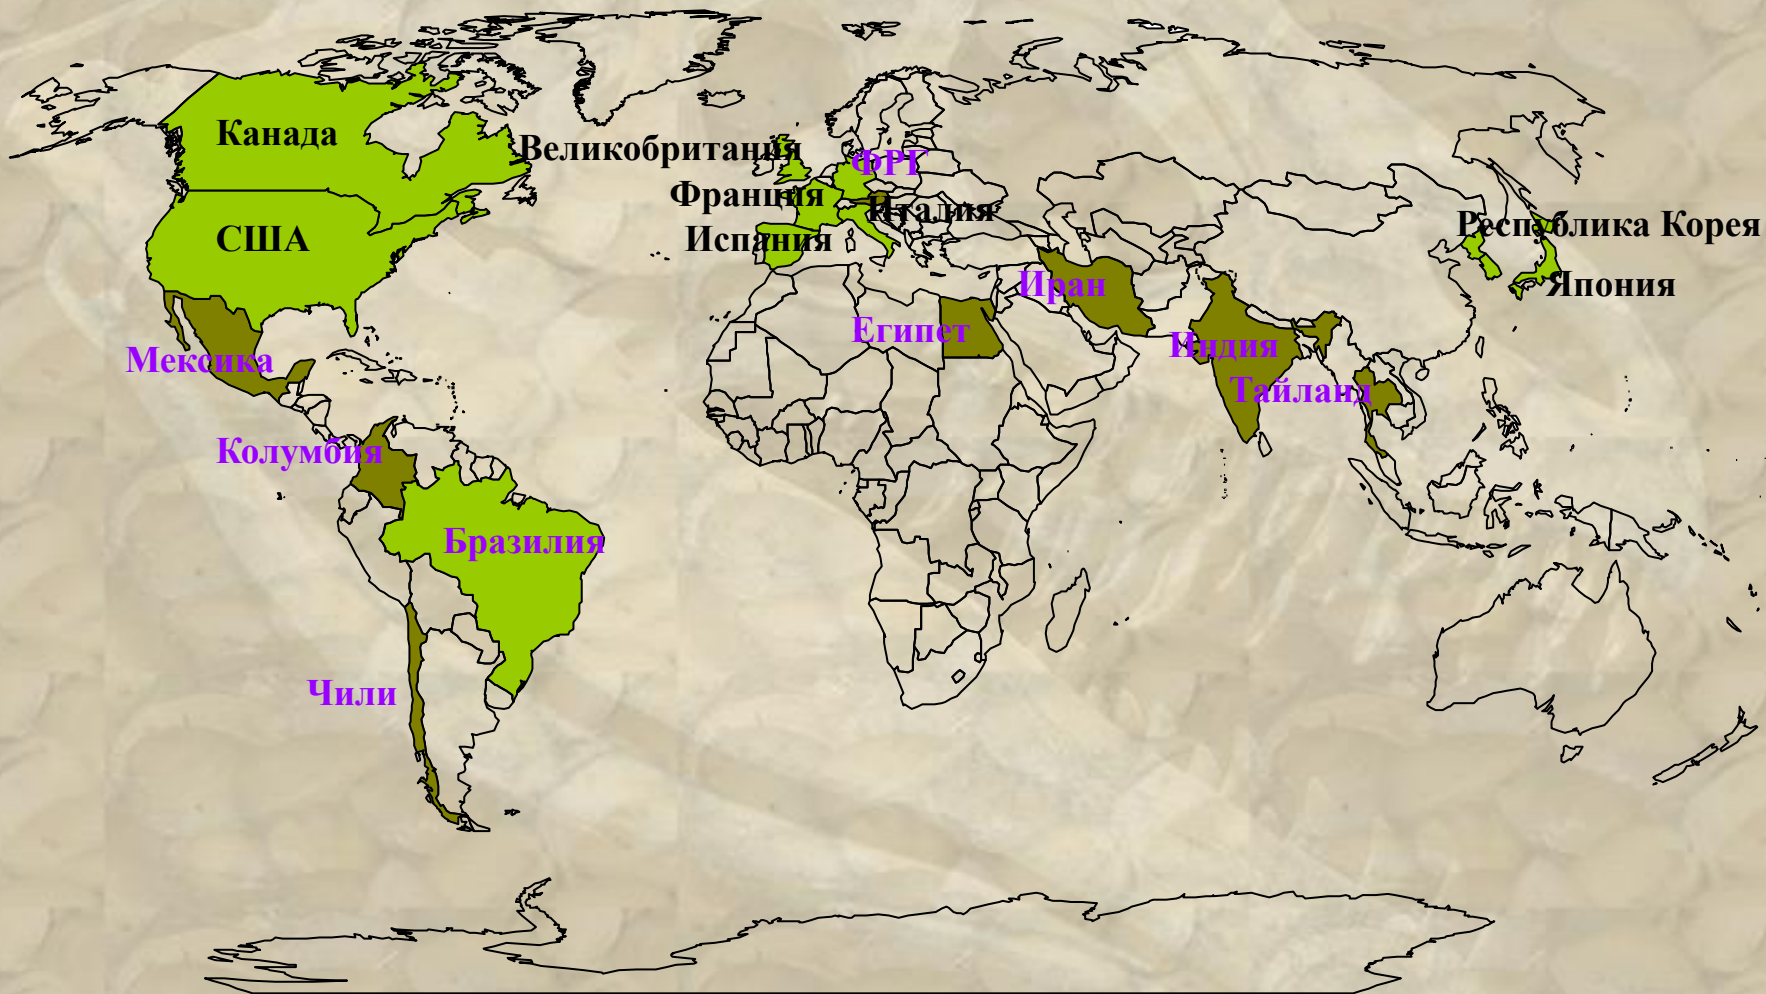 Канада
Великобритания
ФРГ
Франция
Италия
США
Испания
Республика Корея
Япония
Иран
Египет
Мексика
Индия
Тайланд
Колумбия
Бразилия
Чили